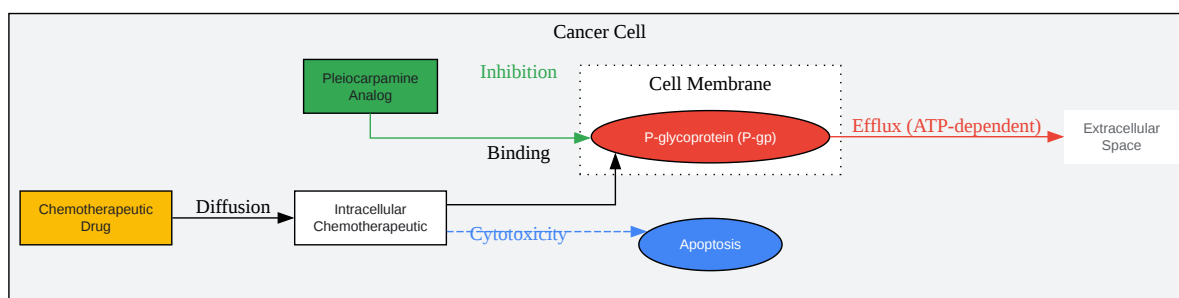 Cancer Cell
Pleiocarpamine
Analog
Inhibition
Cell Membrane
P-glycoprotein (P-gp)
Efflux (ATP-dependent)
Extracellular
Space
Binding
Chemotherapeutic
Drug
Diffusion
Intracellular
Chemotherapeutic
Cytotoxicity
Apoptosis